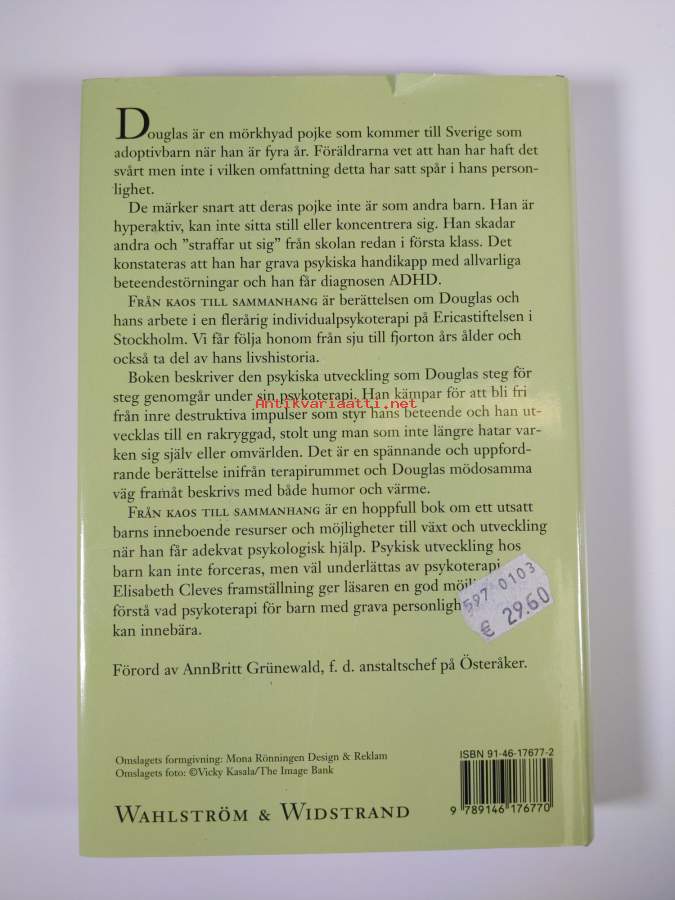 Douglas är en mörkhyad pojke som kommer till Sverige som
adoptivbarn när han är fyra år. Föräldrarna vet att han har haft det
svårt men inte i vilken omfattning detta har satt spår i hans person-
lighet.
De märker snart att deras pojke inte är som andra barn. Han är
hyperaktiv, kan inte sitta still eller koncentrera sig. Han skadar
andra och ”straffar ut sig” från skolan redan i första klass. Det
konstateras att han har grava psykiska handikapp med allvarliga
beteendestörningar och han får diagnosen ADHD.
FRÅN KAOS TILL SAMMANHANG är berättelsen om Douglas och
hans arbete i en flerårig individualpsykoterapi på Ericastiftelsen i
Stockholm. Vi får följa honom från sju till fjorton års ålder och
också ta del av hans livshistoria.
Boken beskriver den psykiska utveckling som Douglas steg för
steg genomgår under sin psykoterapi. Han kämpar för att bli fri
Antikvariaatti.net
från inre destruktiva impulser som styr hans beteende och han ut-
vecklas till en rakryggad, stolt ung man som inte längre hatar var-
ken sig själv eller omvärlden. Det är en spännande och uppford-
rande berättelse inifrån terapirummet och Douglas mödosamma
väg framåt beskrivs med både humor och värme.
FRÅN KAOS TILL SAMMANHANG är en hoppfull bok om ett utsatt
barns inneboende resurser och möjligheter till växt och utveckling
när han får adekvat psykologisk hjälp. Psykisk utveckling hos
barn kan inte forceras, men väl underlättas av psykoterapi
Elisabeth Cleves framställning ger läsaren en god
förstå vad psykoterapi för barn med grava
kan innebära.
597 0103
€ 29.60
Förord av AnnBritt Grünewald, f. d. anstaltschef på Österåker.
Omslagets formgivning: Mona Rönningen Design & Reklam
Omslagets foto: ©Vicky Kasala/The Image Bank
WAHLSTRÖM & WIDSTRAND
ISBN 91-46-17677-2
9 789146 176770